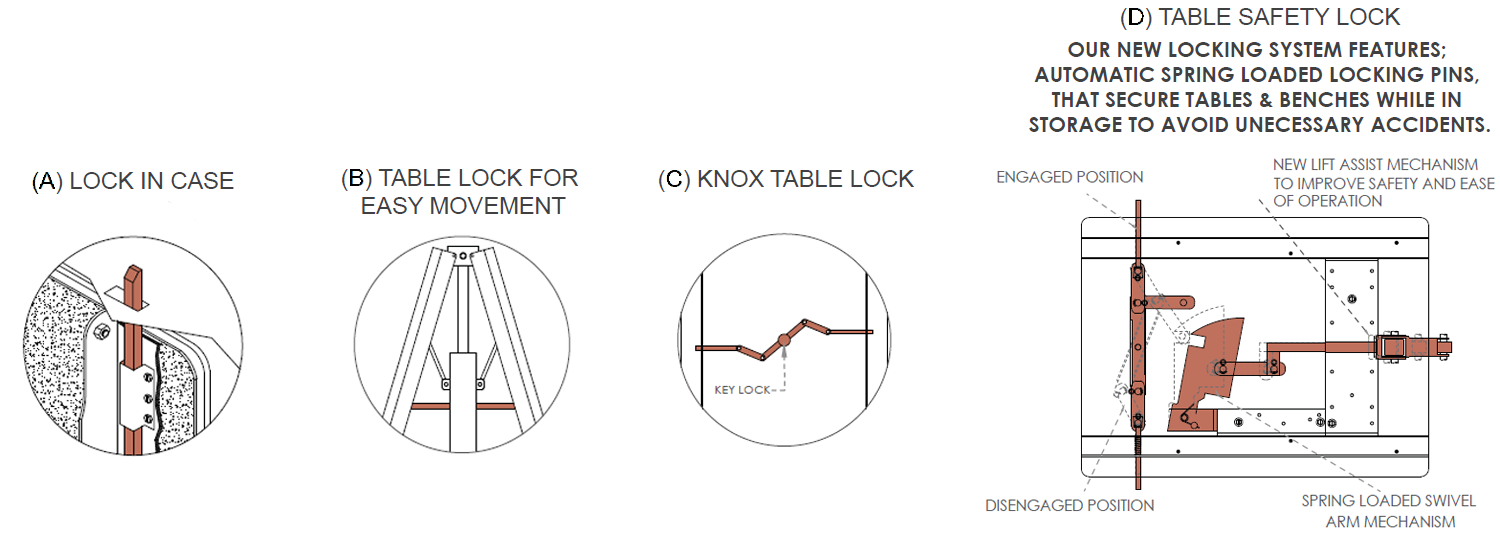 (D) TABLE SAFETY LOCK
OUR NEW LOCKING SYSTEM FEATURES;
AUTOMATIC SPRING LOADED LOCKING PINS,
THAT SECURE TABLES & BENCHES WHILE IN
STORAGE TO AVOID UNECESSARY ACCIDENTS.
(A) LOCK IN CASE
(B) TABLE LOCK FOR
EASY MOVEMENT
(C) KNOX TABLE LOCK
KEY LOCK
ENGAGED POSITION
NEW LIFT ASSIST MECHANISM
TO IMPROVE SAFETY AND EASE
OF OPERATION
DISENGAGED POSITION
SPRING LOADED SWIVEL
ARM MECHANISM